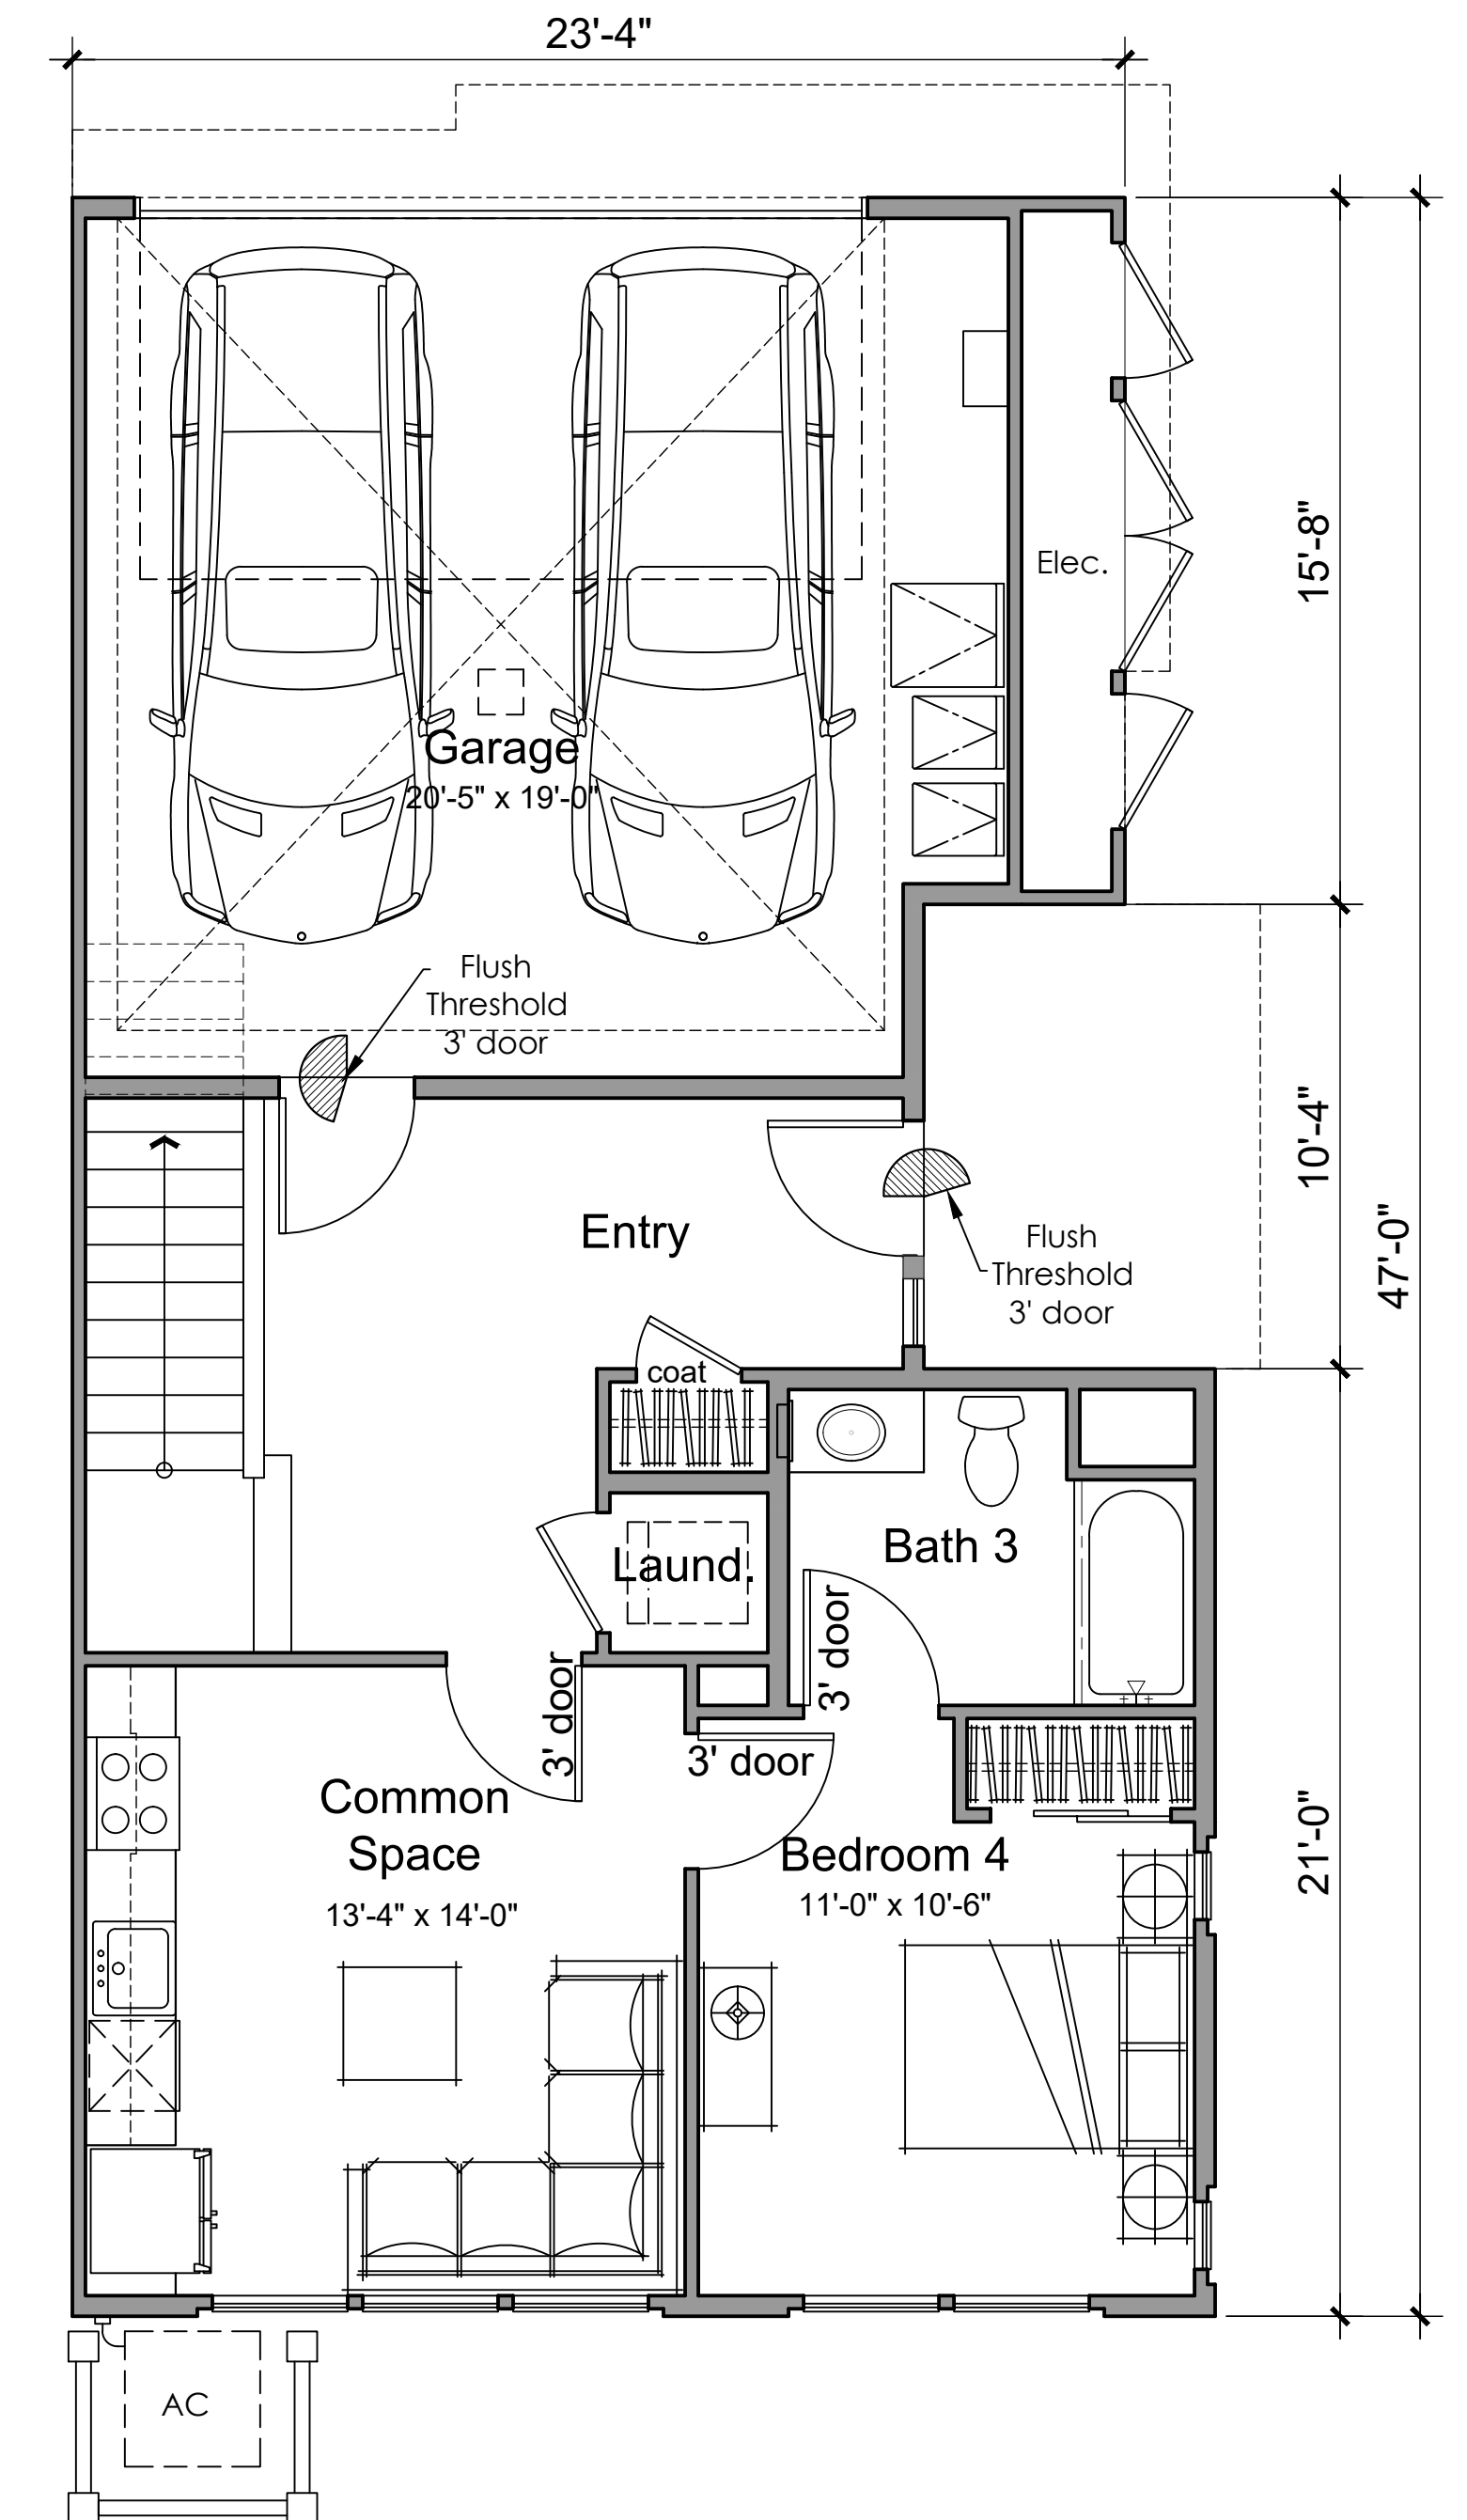 23'-4"
15'-8"
Elec.
Garage
20'-5" x 19'-0"
Flush
Threshold
3' door
10'-4"
47'-0"
Entry
Flush
Threshold
3' door
coat
Bath 3
Laund.
3' door
3' door
3' door
Common
Space
13'-4" x 14'-0"
Bedroom 4
11'-0" x 10'-6"
21'-0"
AC